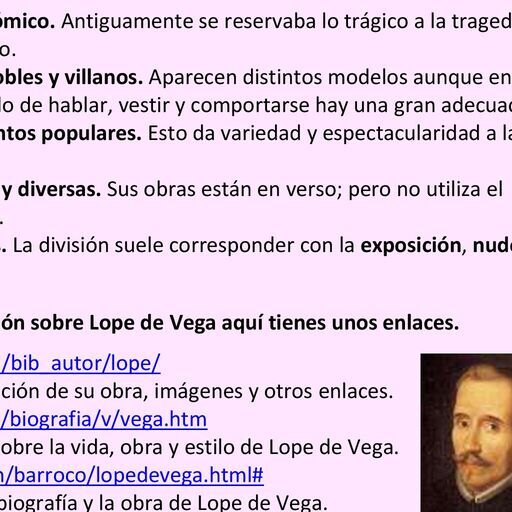 ómico. Antiguamente se reservaba lo trágico a la traged
o.
obles y villanos. Aparecen distintos modelos aunque en
lo de hablar, vestir y comportarse hay una gran adecuac
ntos populares. Esto da variedad y espectacularidad a la
y diversas. Sus obras están en verso; pero no utiliza el
.
s. La división suele corresponder con la exposición, nudo
ón sobre Lope de Vega aquí tienes unos enlaces.
/bib_autor/lope/
ción de su obra, imágenes y otros enlaces.
/biografia/v/vega.htm
obre la vida, obra y estilo de Lope de Vega.
n/barroco/lopedevega.html#
biografía y la obra de Lope de Vega.